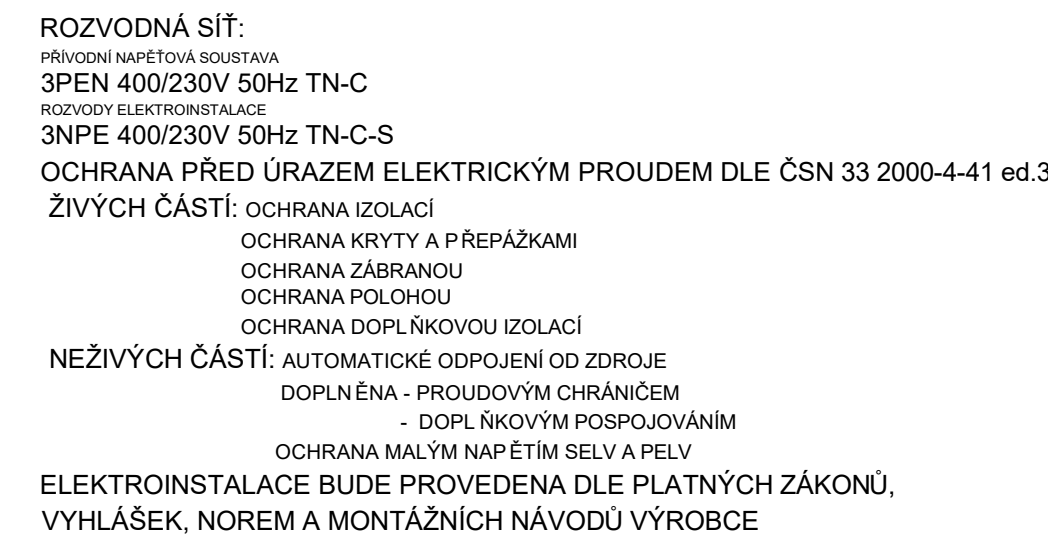 ROZVODNÁ SÍŤ:
PŘÍVODNÍ NAPĚŤOVÁ SOUSTAVA
3PEN 400/230V 50Hz TN-C
ROZVODY ELEKTROINSTALACE
3NPE 400/230V 50Hz TN-C-S
OCHRANA PŘED ÚRAZEM ELEKTRICKÝM PROUDEM DLE ČSN 33 2000-4-41 ed.3
ŽIVÝCH ČÁSTÍ: OCHRANA IZOLACÍ
OCHRANA KRYTY A PŘEPÁŽKAMI
OCHRANA ZÁBRANOU
OCHRANA POLOHOU
OCHRANA DOPLŇKOVOU IZOLACÍ
NEŽIVÝCH ČÁSTÍ: AUTOMATICKÉ ODPOJENÍ OD ZDROJE
DOPLNĚNA - PROUDOVÝM CHRÁNIČEM
- DOPLŇKOVÝM POSPOJOVÁNÍM
OCHRANA MALÝM NAPĚTÍM SELV A PELV
ELEKTROINSTALACE BUDE PROVEDENA DLE PLATNÝCH ZÁKONŮ,
VYHLÁŠEK, NOREM A MONTÁŽNÍCH NÁVODŮ VÝROBCE